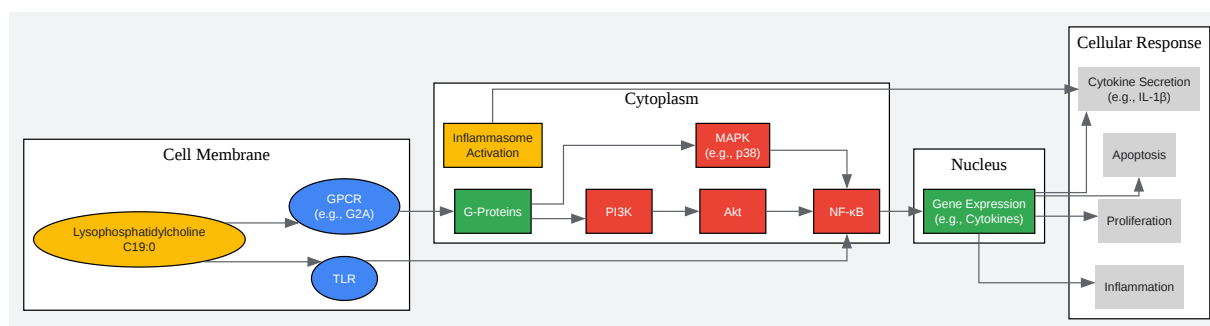 Cell Membrane
Lysophosphatidylcholine
C19:0
GPCR
(e.g., G2A)
TLR
Cytoplasm
Inflammasome
Activation
MAPK
(e.g., p38)
G-Proteins
PI3K
Akt
NF-κB
Nucleus
Gene Expression
(e.g., Cytokines)
Cellular Response
Cytokine Secretion
(e.g., IL-1β)
Apoptosis
Proliferation
Inflammation